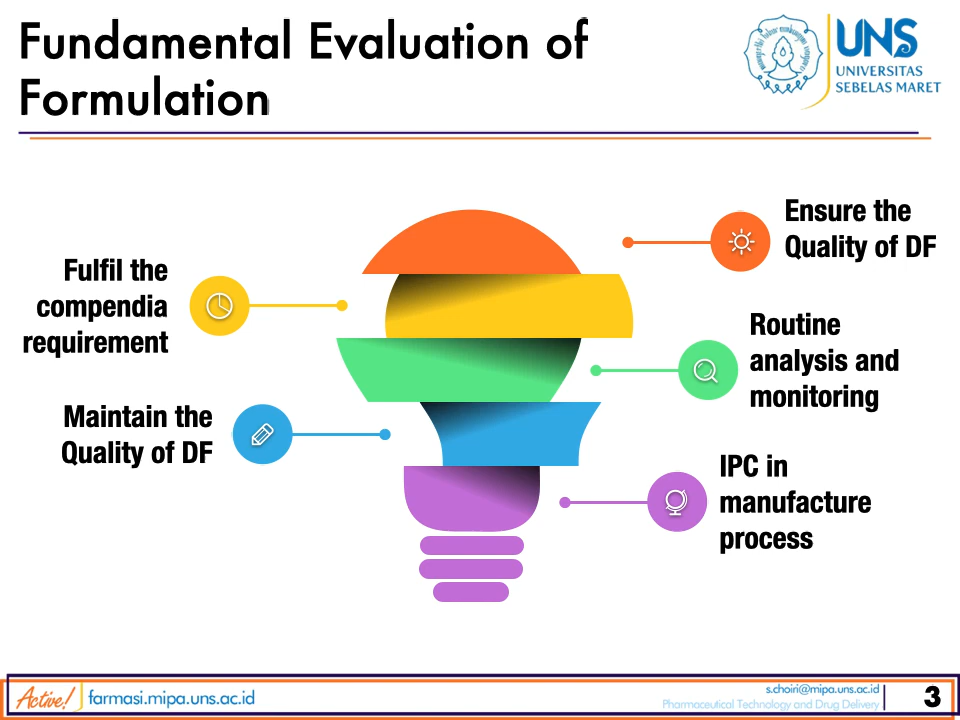 Fundamental Evaluation of
Formulation
UNS
UNIVERSITAS
SEBELAS MARET
Ensure the
Quality of DF
Fulfil the
compendia
requirement
Routine
analysis and
monitoring
Maintain the
Quality of DF
IPC in
manufacture
process
Active!
farmasi.mipa.uns.ac.id
s.choiri@mipa.uns.ac.id
Pharmaceutical Technology and Drug Delivery
3